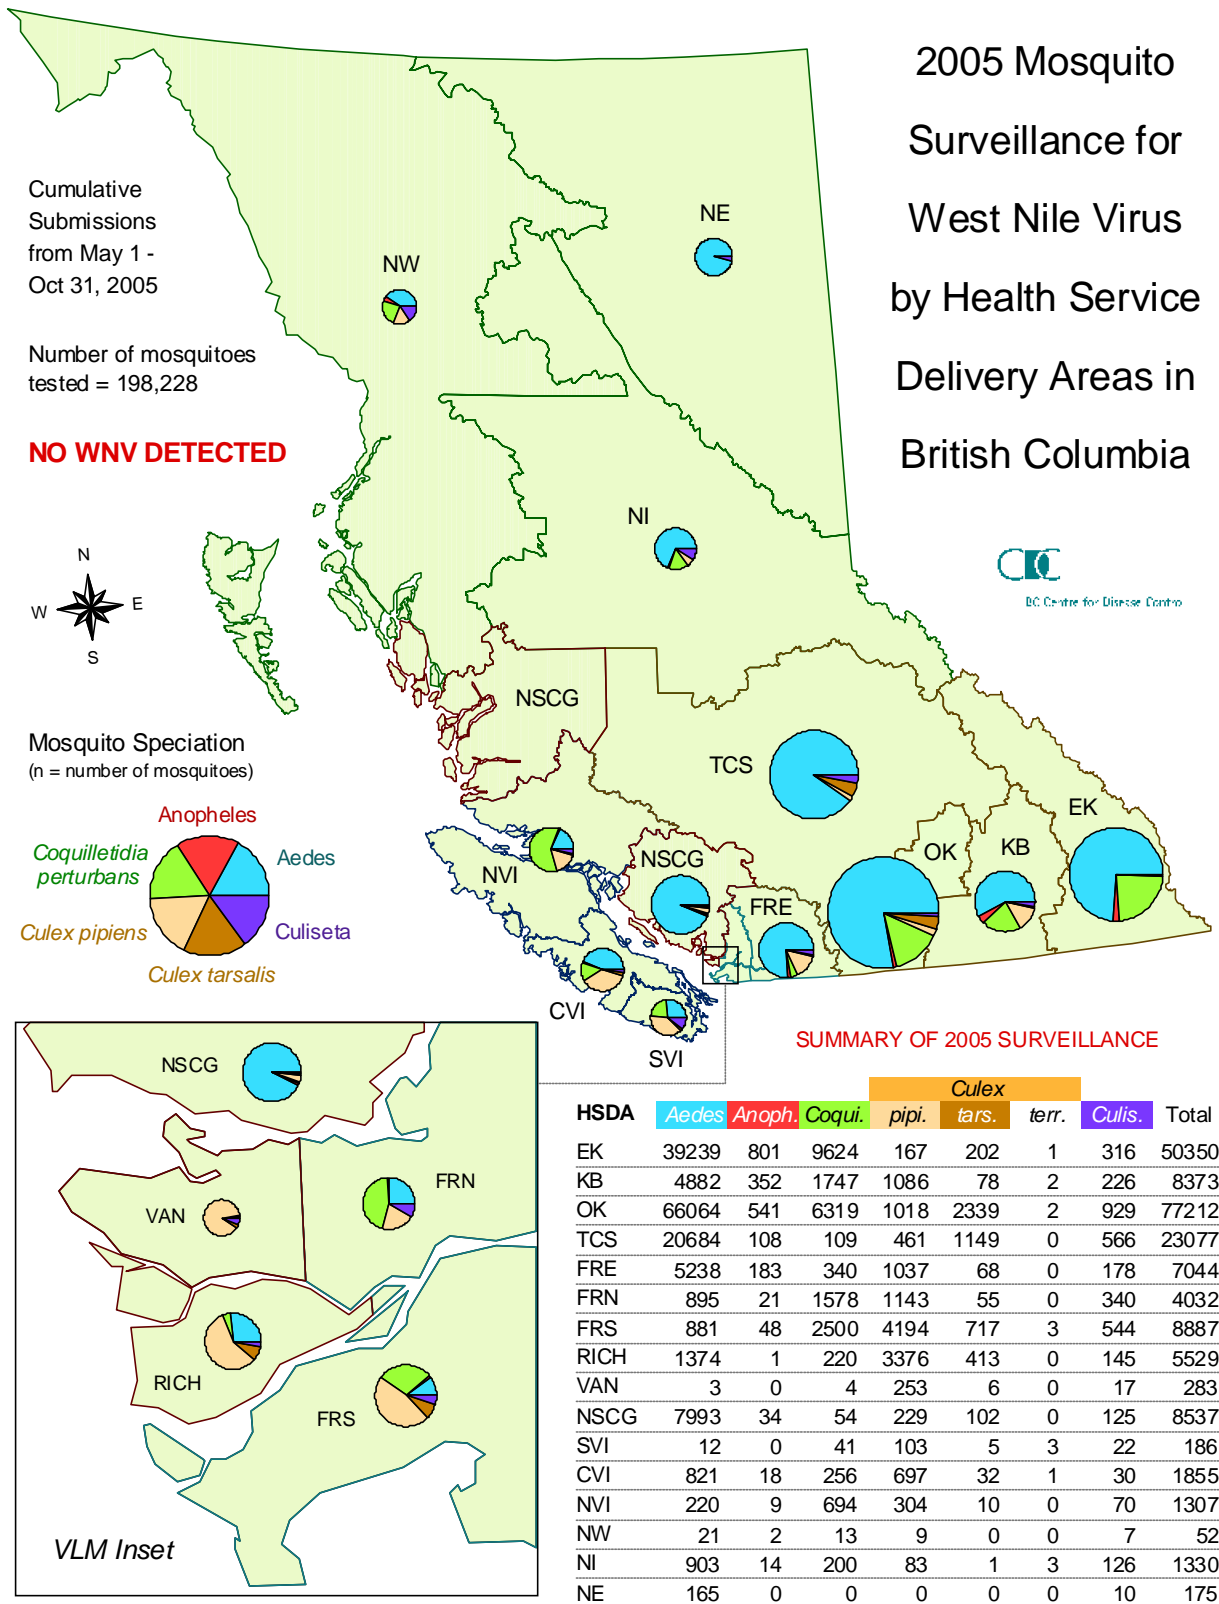 2005 Mosquito
Surveillance for
West Nile Virus
by Health Service
Delivery Areas in
British Columbia
Cumulative
Submissions
from May 1 -
Oct 31, 2005
Number of mosquitoes
tested = 198,228
NO WNV DETECTED
NE
NW
NI
N
W
E
S
BC Centre for Disease Contro
NSCG
TCS
EK
KB
OK
NSCG
FRE
NVI
CVI
SVI
Mosquito Speciation
(n = number of mosquitoes)
Anopheles
Coquilletidia
perturbans
Aedes
Culex pipiens
Culiseta
Culex tarsalis
NSCG
FRN
VAN
RICH
FRS
VLM Inset
SUMMARY OF 2005 SURVEILLANCE
Culex
HSDA Aedes Anoph. Coqui. pipi. tars. terr. Culis. Total
EK 39239 801 9624 167 202 1 316 50350
KB 4882 352 1747 1086 78 2 226 8373
OK 66064 541 6319 1018 2339 2 929 77212
TCS 20684 108 109 461 1149 0 566 23077
FRE 5238 183 340 1037 68 0 178 7044
FRN 895 21 1578 1143 55 0 340 4032
FRS 881 48 2500 4194 717 3 544 8887
RICH 1374 1 220 3376 413 0 145 5529
VAN 3 0 4 253 6 0 17 283
NSCG 7993 34 54 229 102 0 125 8537
SVI 12 0 41 103 5 3 22 186
CVI 821 18 256 697 32 1 30 1855
NVI 220 9 694 304 10 0 70 1307
NW 21 2 13 9 0 0 7 52
NI 903 14 200 83 1 3 126 1330
NE 165 0 0 0 0 0 10 175